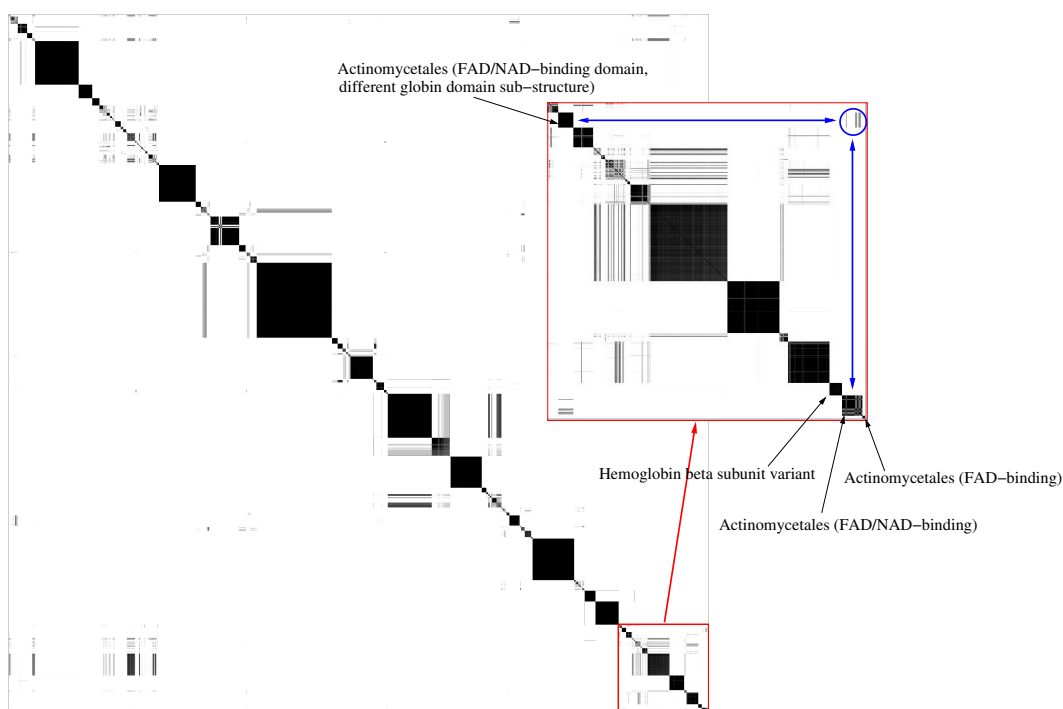 Actinomycetales (FAD/NAD−binding domain,
different globin domain sub−structure)
Hemoglobin beta subunit variant
Actinomycetales (FAD−binding)
Actinomycetales (FAD/NAD−binding)